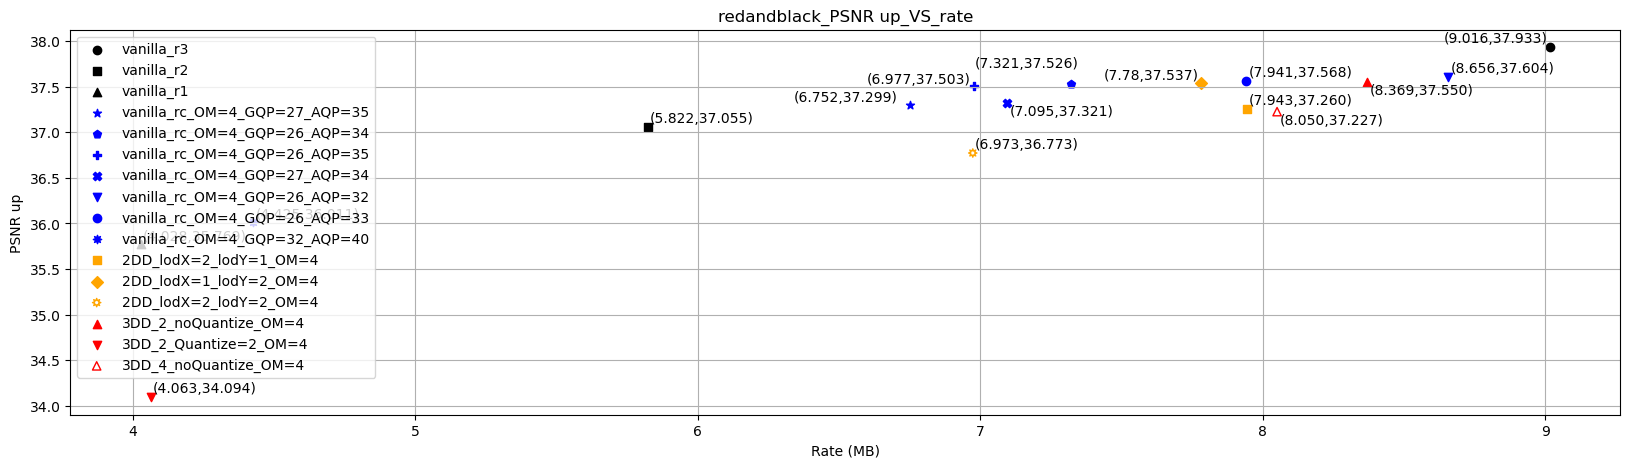 redandblack_PSNR up_VS_rate
PSNR up
38.0
37.5
37.0
36.5
36.0
35.5
35.0
34.5
34.0
vanilla_r3
vanilla_r2
vanilla_r1
vanilla_rc_OM=4_GQP=27_AQP=35
vanilla_rc_OM=4_GQP=26_AQP=34
vanilla_rc_OM=4_GQP=26_AQP=35
vanilla_rc_OM=4_GQP=27_AQP=34
vanilla_rc_OM=4_GQP=26_AQP=32
vanilla_rc_OM=4_GQP=26_AQP=33
vanilla_rc_OM=4_GQP=32_AQP=40
2DD_lodX=2_lodY=1_OM=4
2DD_lodX=1_lodY=2_OM=4
2DD_lodX=2_lodY=2_OM=4
3DD_2_noQuantize_OM=4
3DD_2_Quantize=2_OM=4
3DD_4_noQuantize_OM=4
(9.016,37.933)
(7.321,37.526)
(8.656,37.604)
(6.977,37.503)
(7.78,37.537)
(7.941,37.568)
(8.369,37.550)
(6.752,37.299)
(7.943,37.260)
(7.095,37.321)
(8.050,37.227)
(5.822,37.055)
(6.973,36.773)
(4.063,34.094)
4
5
6
7
8
9
Rate (MB)